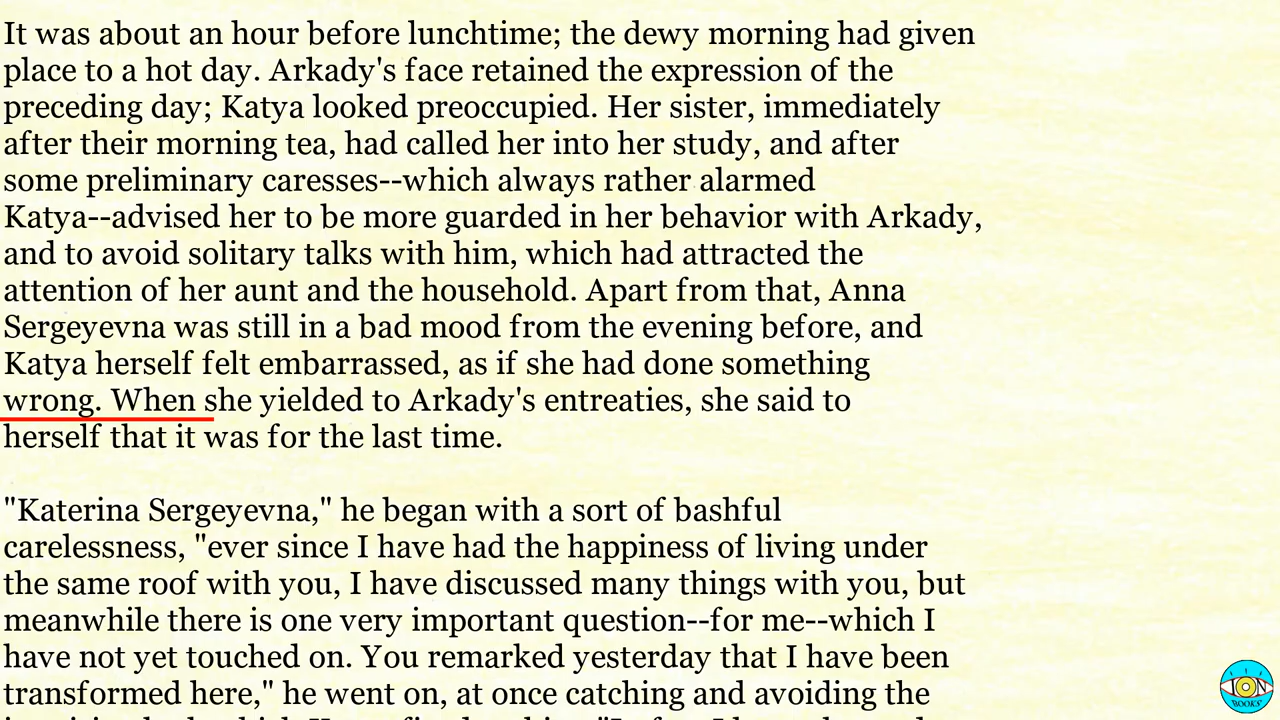 It was about an hour before lunchtime; the dewy morning had given
place to a hot day. Arkady's face retained the expression of the
preceding day; Katya looked preoccupied. Her sister, immediately
after their morning tea, had called her into her study, and after
some preliminary caresses--which always rather alarmed
Katya--advised her to be more guarded in her behavior with Arkady,
and to avoid solitary talks with him, which had attracted the
attention of her aunt and the household. Apart from that, Anna
Sergeyevna was still in a bad mood from the evening before, and
Katya herself felt embarrassed, as if she had done something
wrong. When she yielded to Arkady's entreaties, she said to
herself that it was for the last time.
"Katerina Sergeyevna," he began with a sort of bashful
carelessness, "ever since I have had the happiness of living under
the same roof with you, I have discussed many things with you, but
meanwhile there is one very important question--for me--which I
have not yet touched on. You remarked yesterday that I have been
transformed here," he went on, at once catching and avoiding the
ION
BOOKS